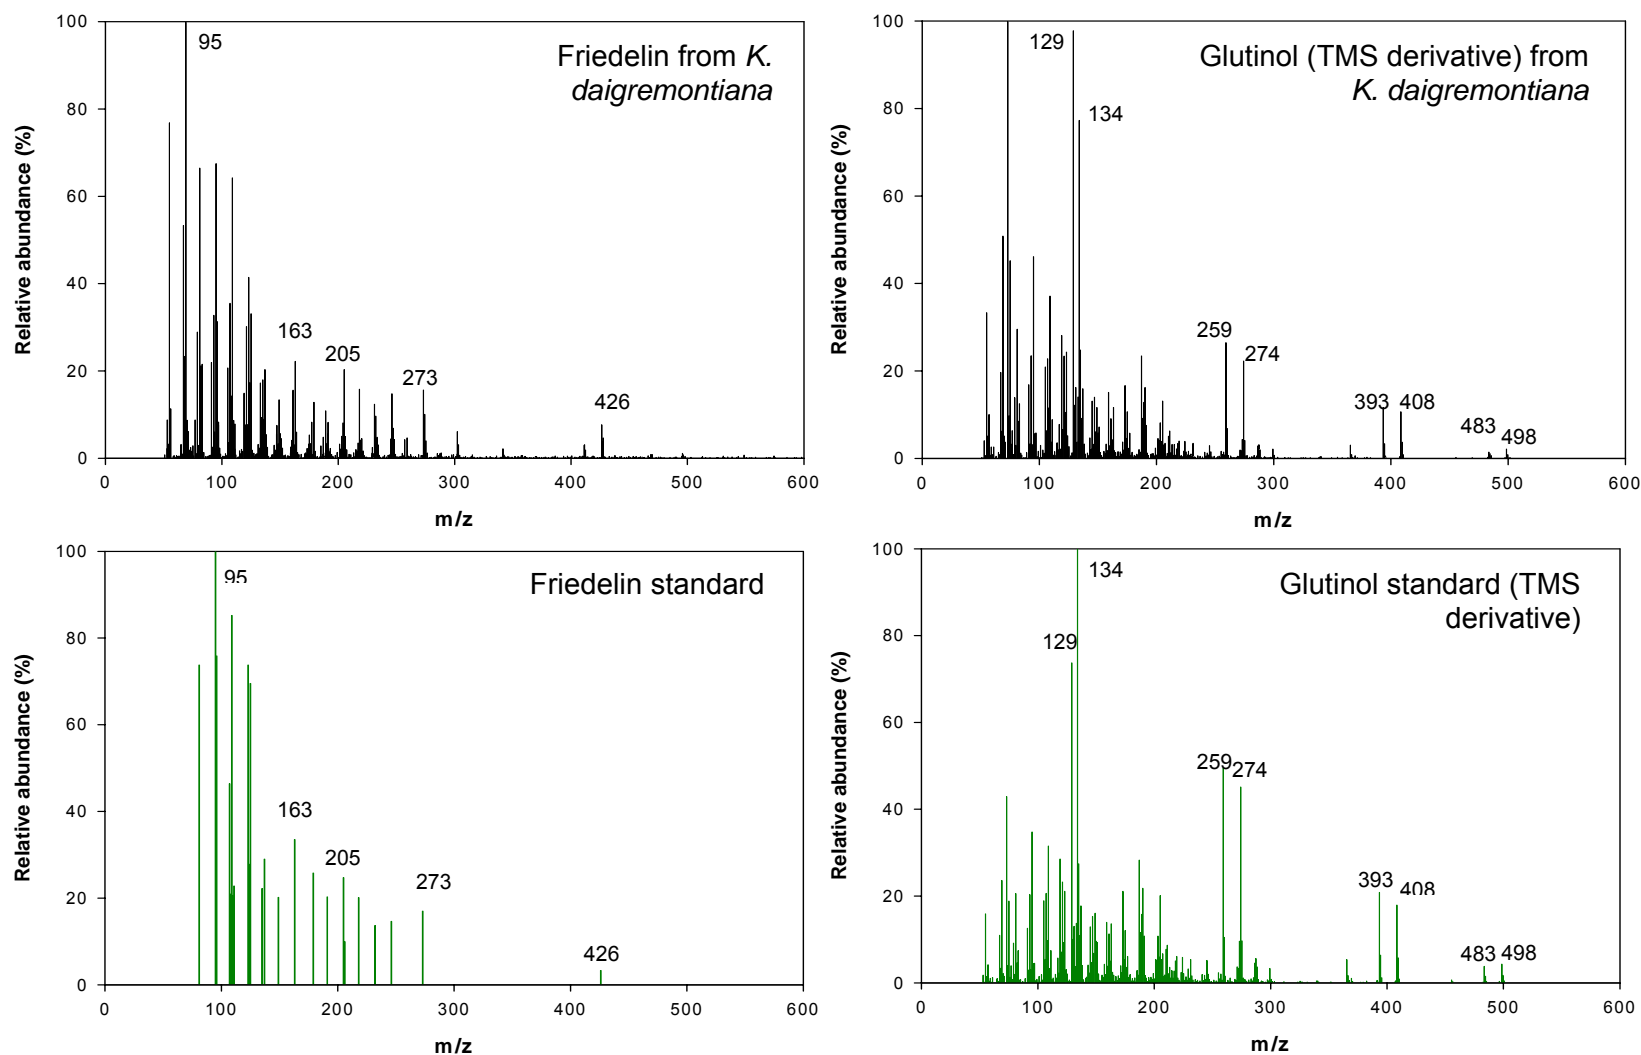 100
80
60
40
20
0
Relative abundance (%)
95
163
205
273
426
Friedelin from K.
daigremontiana
0 100 200 300 400 500 600
m/z
100
80
60
40
20
0
Relative abundance (%)
129
134
259
274
393 408
483
498
Glutinol (TMS derivative) from
K. daigremontiana
0 100 200 300 400 500 600
m/z
100
80
60
40
20
0
Relative abundance (%)
95
163
205
273
426
Friedelin standard
0 100 200 300 400 500 600
m/z
100
80
60
40
20
0
Relative abundance (%)
134
129
259 274
393 408
483 498
Glutinol standard (TMS
derivative)
0 100 200 300 400 500 600
m/z